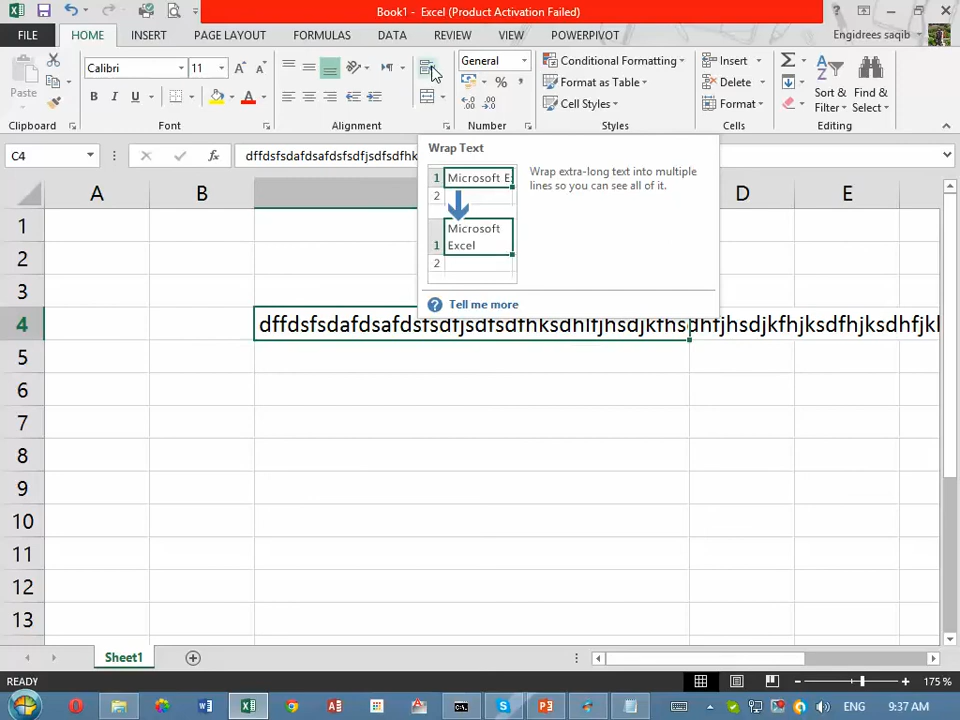 Book1 - Excel (Product Activation Failed)
FILE HOME INSERT PAGE LAYOUT FORMULAS DATA REVIEW VIEW POWERPIVOT Engidrees saqib
Paste
Clipboard
Calibri 11
B I U
Font
Alignment
General
%
Number
Conditional Formatting
Format as Table
Cell Styles
Styles
Insert
Delete
Format
Cells
Sort &
Filter
Find &
Select
Editing
C4
Wrap Text
Wrap extra-long text into multiple
lines so you can see all of it.
1 Microsoft E
2
Microsoft
1 Excel
2
Tell me more
A B D E
1
2
3
4
5
6
7
8
9
10
11
12
13
Sheet1
READY 175 %
ENG 9:37 AM